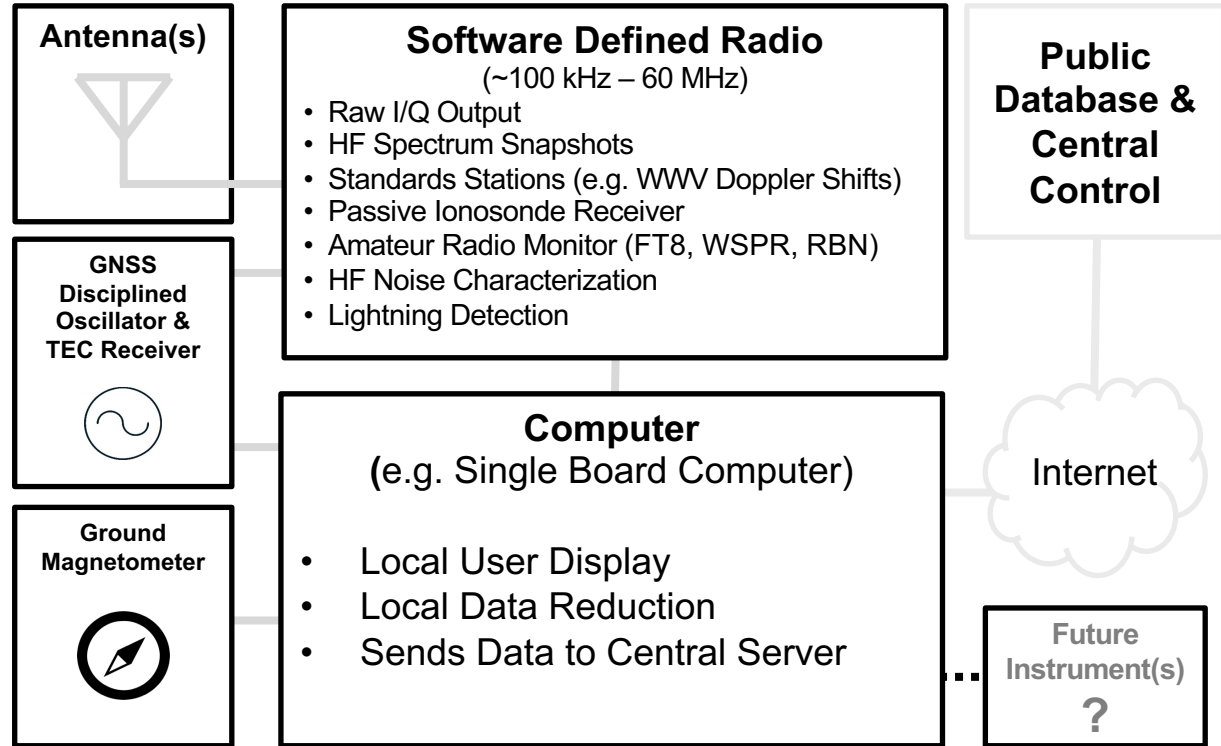 Antenna(s)
Software Defined Radio
(~100 kHz – 60 MHz)
• Raw I/Q Output
• HF Spectrum Snapshots
• Standards Stations (e.g. WWV Doppler Shifts)
• Passive Ionosonde Receiver
• Amateur Radio Monitor (FT8, WSPR, RBN)
• HF Noise Characterization
• Lightning Detection
Public
Database &
Central
Control
GNSS
Disciplined
Oscillator &
TEC Receiver
Computer
(e.g. Single Board Computer)
• Local User Display
• Local Data Reduction
• Sends Data to Central Server
Internet
Ground
Magnetometer
Future
Instrument(s)
?